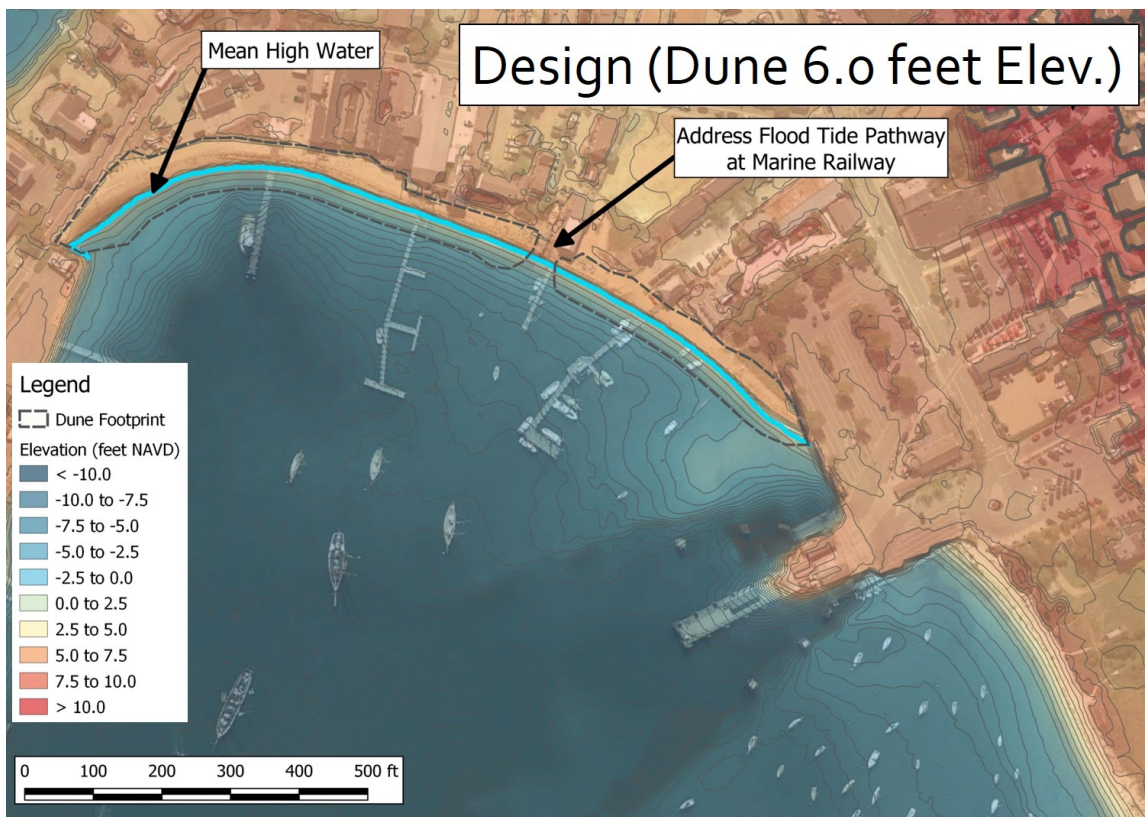 Design (Dune 6.0 feet Elev.)
Mean High Water
Address Flood Tide Pathway
at Marine Railway
Legend
Dune Footprint
Elevation (feet NAVD)
< -10.0
-10.0 to -7.5
-7.5 to -5.0
-5.0 to -2.5
-2.5 to 0.0
0.0 to 2.5
2.5 to 5.0
5.0 to 7.5
7.5 to 10.0
> 10.0
0 100 200 300 400 500 ft